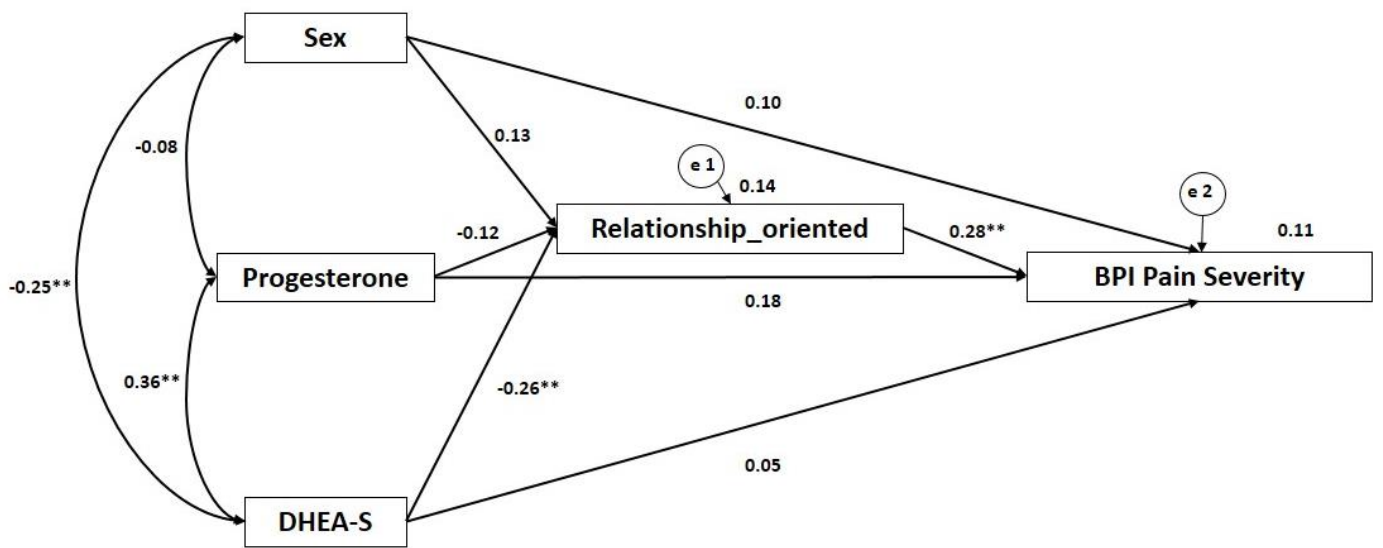 Sex
0.10
-0.08
0.13
e 1
0.14
e 2
Relationship_oriented
-0.12
0.28**
0.11
Progesterone
BPI Pain Severity
-0.25**
0.18
0.36**
-0.26**
0.05
DHEA-S